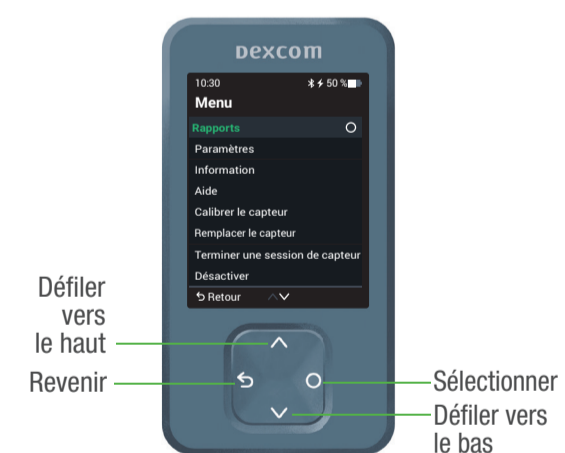 Dexcom
10:30 50 %
Menu
Rapports
Paramètres
Information
Aide
Calibrer le capteur
Remplacer le capteur
Terminer une session de capteur
Désactiver
Retour
Défiler
vers
le haut
Revenir
Sélectionner
Défiler vers
le bas